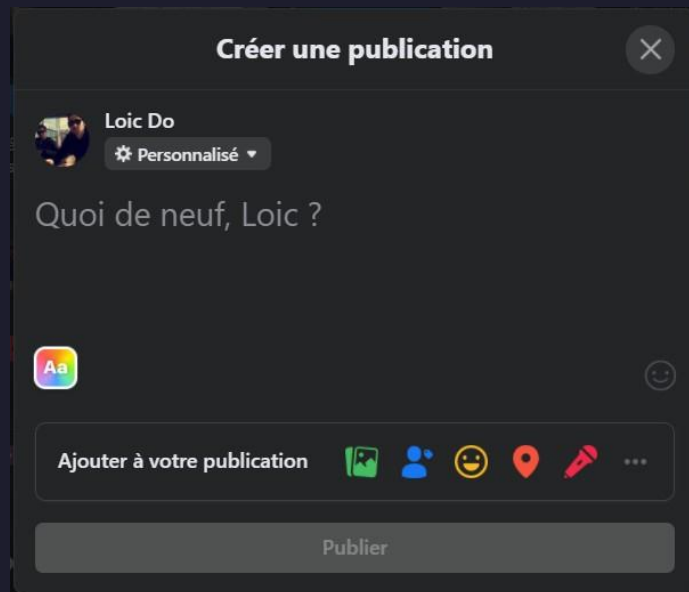 Créer une publication
Loic Do
Personnalisé
Quoi de neuf, Loic ?
Aa
Ajouter à votre publication
Publier